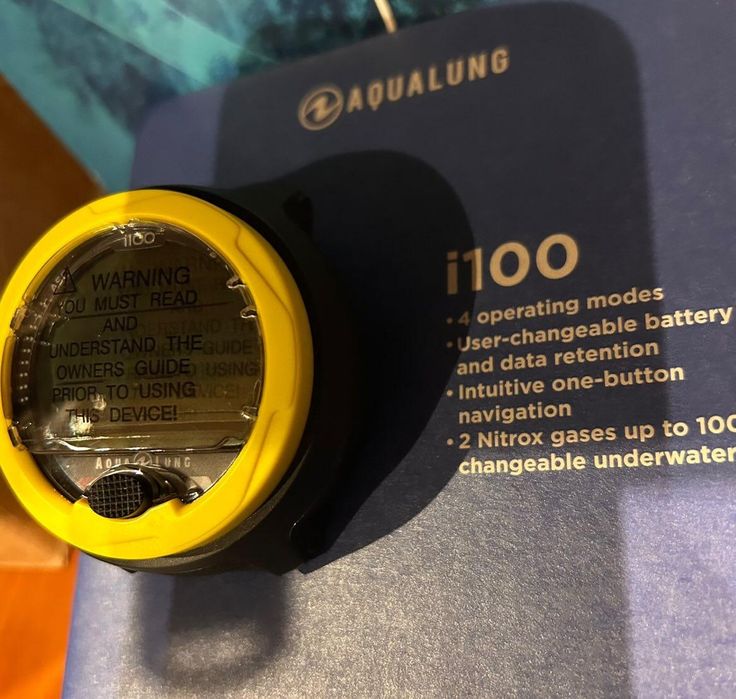 AQUALUNG
i100
• 4 operating modes
• User-changeable battery
and data retention
• Intuitive one-button
navigation
• 2 Nitrox gases up to 100
changeable underwater
i100
WARNING
YOU MUST READ
AND
UNDERSTAND THE
OWNERS GUIDE
PRIOR TO USING
THIS DEVICE!
AQUALUNG